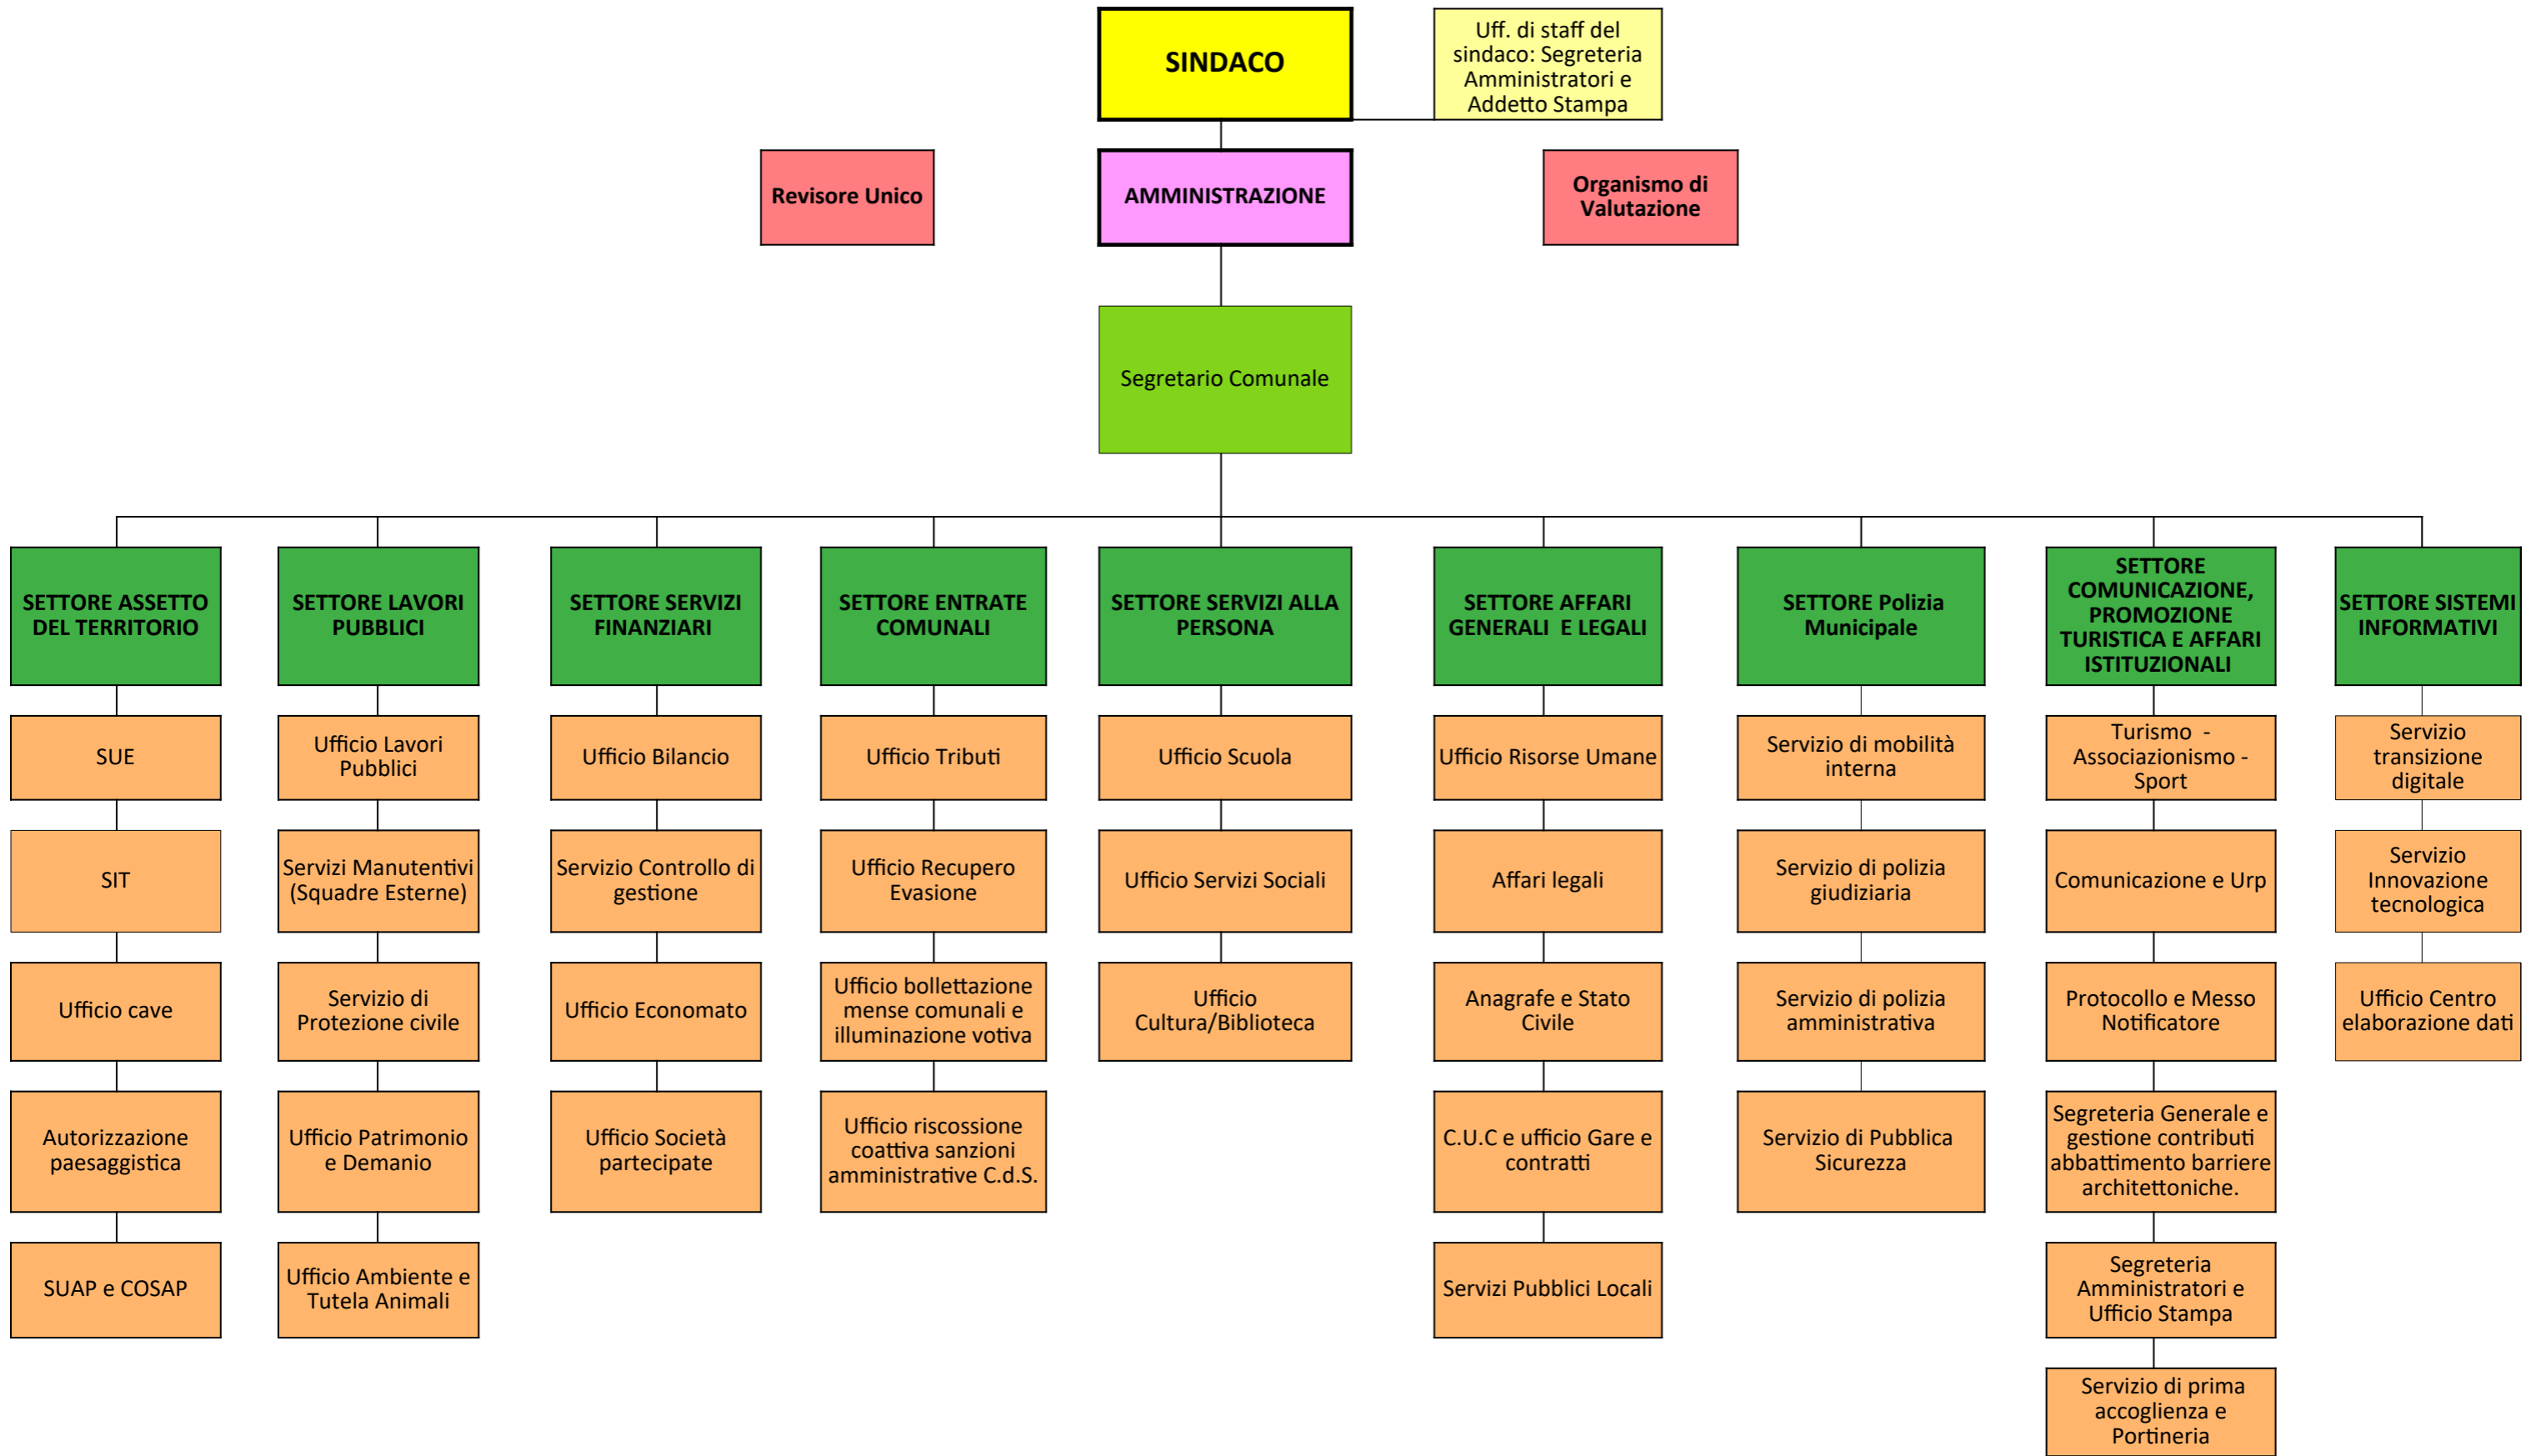 SINDACO
Uff. di staff del
sindaco: Segreteria
Amministratori e
Addetto Stampa
Revisore Unico
AMMINISTRAZIONE
Organismo di
Valutazione
Segretario Comunale
SETTORE ASSETTO
DEL TERRITORIO
SETTORE LAVORI
PUBBLICI
SETTORE SERVIZI
FINANZIARI
SETTORE ENTRATE
COMUNALI
SETTORE SERVIZI ALLA
PERSONA
SETTORE AFFARI
GENERALI E LEGALI
SETTORE Polizia
Municipale
SETTORE
COMUNICAZIONE,
PROMOZIONE
TURISTICA E AFFARI
ISTITUZIONALI
SETTORE SISTEMI
INFORMATIVI
SUE
Ufficio Lavori
Pubblici
Ufficio Bilancio
Ufficio Tributi
Ufficio Scuola
Ufficio Risorse Umane
Servizio di mobilità
interna
Turismo -
Associazionismo -
Sport
Servizio
transizione
digitale
SIT
Servizi Manutentivi
(Squadre Esterne)
Servizio Controllo di
gestione
Ufficio Recupero
Evasione
Ufficio Servizi Sociali
Affari legali
Servizio di polizia
giudiziaria
Comunicazione e Urp
Servizio
Innovazione
tecnologica
Ufficio cave
Servizio di
Protezione civile
Ufficio Economato
Ufficio bollettazione
mense comunali e
illuminazione votiva
Ufficio
Cultura/Biblioteca
Anagrafe e Stato
Civile
Servizio di polizia
amministrativa
Protocollo e Messo
Notificatore
Ufficio Centro
elaborazione dati
Autorizzazione
paesaggistica
Ufficio Patrimonio
e Demanio
Ufficio Società
partecipate
Ufficio riscossione
coattiva sanzioni
amministrative C.d.S.
C.U.C e ufficio Gare e
contratti
Servizio di Pubblica
Sicurezza
Segreteria Generale e
gestione contributi
abbattimento barriere
architettoniche.
SUAP e COSAP
Ufficio Ambiente e
Tutela Animali
Servizi Pubblici Locali
Segreteria
Amministratori e
Ufficio Stampa
Servizio di prima
accoglienza e
Portineria